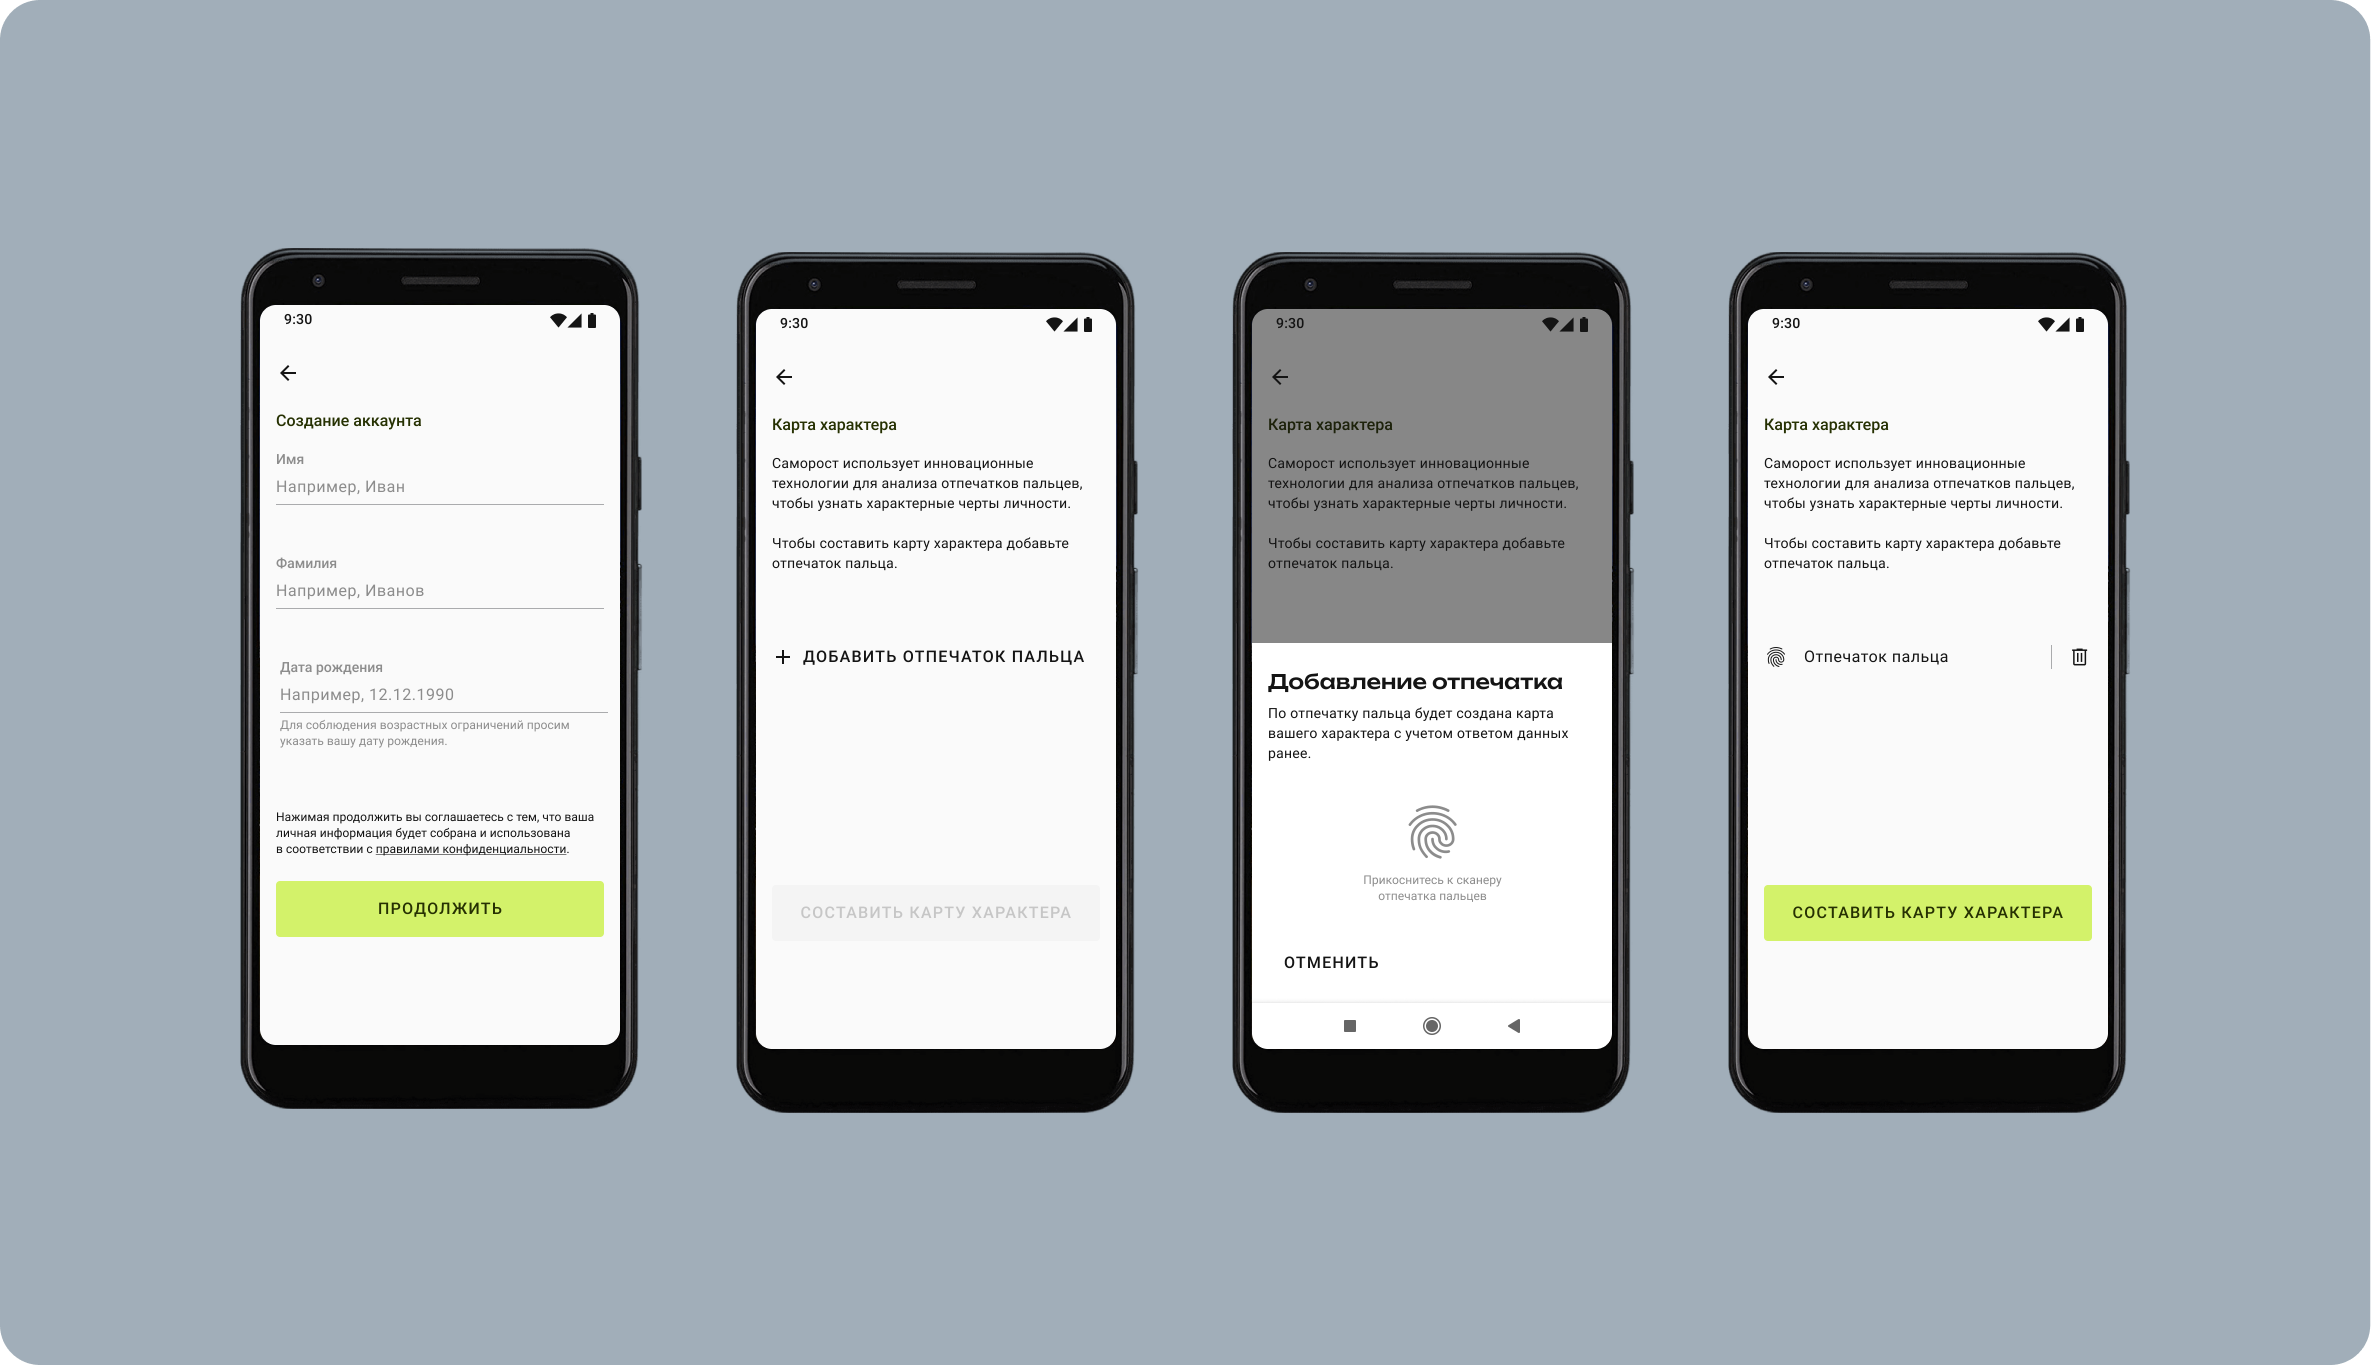 9:30
Создание аккаунта
Имя
Например, Иван
Фамилия
Например, Иванов
Дата рождения
Например, 12.12.1990
Для соблюдения возрастных ограничений просим
указать вашу дату рождения.
Нажимая продолжить вы соглашаетесь с тем, что ваша
личная информация будет собрана и использована
в соответствии с правилами конфиденциальности.
ПРОДОЛЖИТЬ
9:30
Карта характера
Саморост использует инновационные
технологии для анализа отпечатков пальцев,
чтобы узнать характерные черты личности.
Чтобы составить карту характера добавьте
отпечаток пальца.
ДОБАВИТЬ ОТПЕЧАТОК ПАЛЬЦА
СОСТАВИТЬ КАРТУ ХАРАКТЕРА
9:30
Карта характера
Саморост использует инновационные
технологии для анализа отпечатков пальцев,
чтобы узнать характерные черты личности.
Чтобы составить карту характера добавьте
отпечаток пальца.
Добавление отпечатка
По отпечатку пальца будет создана карта
вашего характера с учетом ответом данных
ранее.
Прикоснитесь к сканеру
отпечатка пальцев
ОТМЕНИТЬ
9:30
Карта характера
Саморост использует инновационные
технологии для анализа отпечатков пальцев,
чтобы узнать характерные черты личности.
Чтобы составить карту характера добавьте
отпечаток пальца.
Отпечаток пальца
СОСТАВИТЬ КАРТУ ХАРАКТЕРА